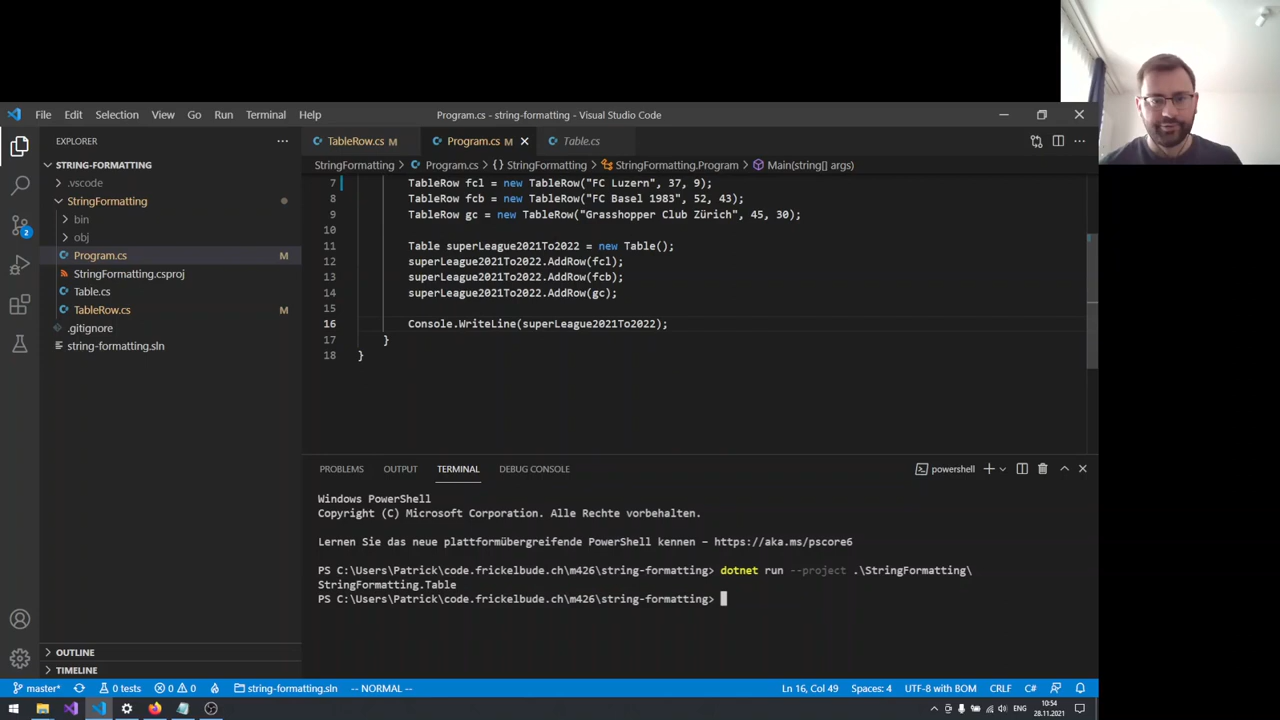 File Edit Selection View Go Run Terminal Help
Program.cs - string-formatting - Visual Studio Code
EXPLORER
TableRow.cs M
Program.cs M
Table.cs
STRING-FORMATTING
StringFormatting > Program.cs > {} StringFormatting > StringFormatting.Program > Main(string[] args)
.vscode
StringFormatting
bin
obj
Program.cs M
StringFormatting.csproj
Table.cs
TableRow.cs M
.gitignore
string-formatting.sln
2
7 TableRow fcl = new TableRow("FC Luzern", 37, 9);
8 TableRow fcb = new TableRow("FC Basel 1983", 52, 43);
9 TableRow gc = new TableRow("Grasshopper Club Zürich", 45, 30);
10
11 Table superLeague2021To2022 = new Table();
12 superLeague2021To2022.AddRow(fcl);
13 superLeague2021To2022.AddRow(fcb);
14 superLeague2021To2022.AddRow(gc);
15
16 Console.WriteLine(superLeague2021To2022);
17 }
18 }
PROBLEMS OUTPUT TERMINAL DEBUG CONSOLE
powershell
Windows PowerShell
Copyright (C) Microsoft Corporation. Alle Rechte vorbehalten.
Lernen Sie das neue plattformübergreifende PowerShell kennen – https://aka.ms/pscore6
PS C:\Users\Patrick\code.frickelbude.ch\m426\string-formatting> dotnet run --project .\StringFormatting\
StringFormatting.Table
PS C:\Users\Patrick\code.frickelbude.ch\m426\string-formatting>
OUTLINE
TIMELINE
master* 0 tests 0 0 string-formatting.sln -- NORMAL --
Ln 16, Col 49 Spaces: 4 UTF-8 with BOM CRLF C#
ENG
10:54
28.11.2021